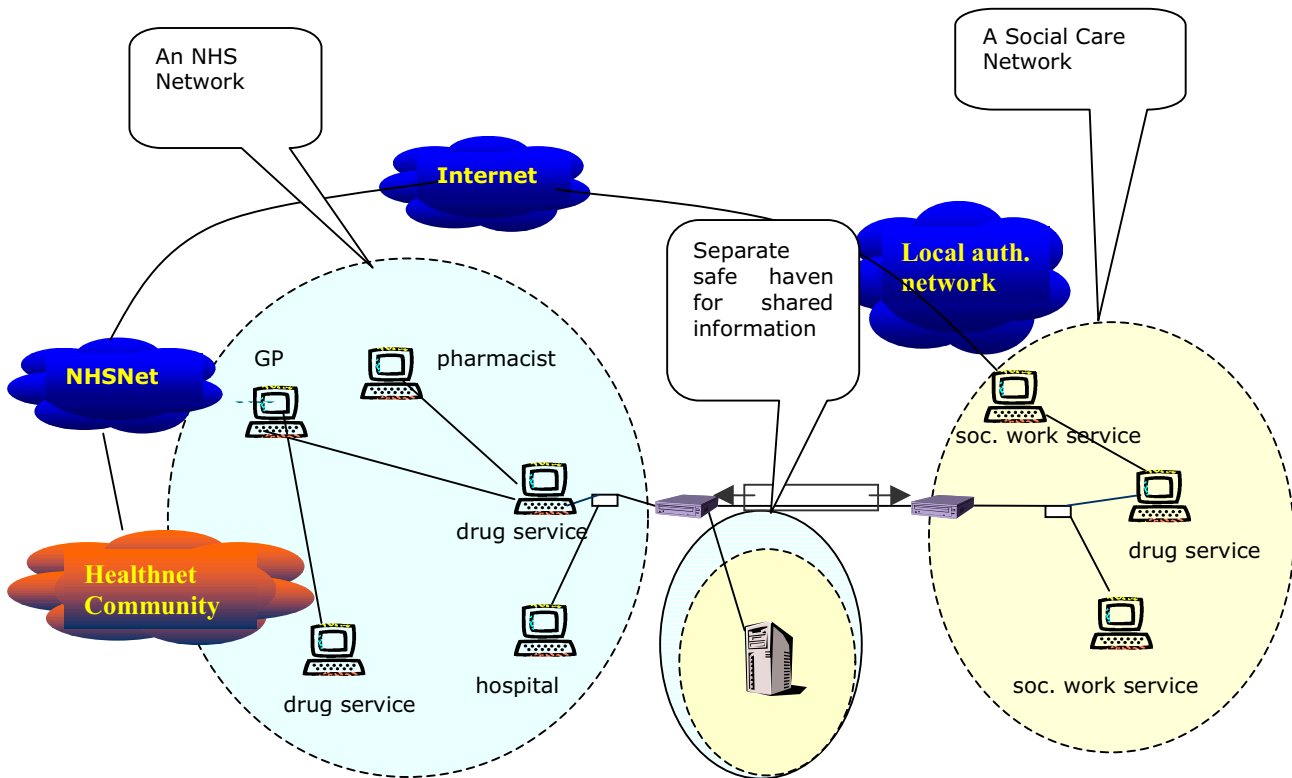 An NHS
Network
A Social Care
Network
Internet
Separate
safe haven
for shared
information
Local auth.
network
GP
pharmacist
NHSNet
soc. work service
drug service
drug service
Healthnet
Community
hospital
soc. work service
drug service